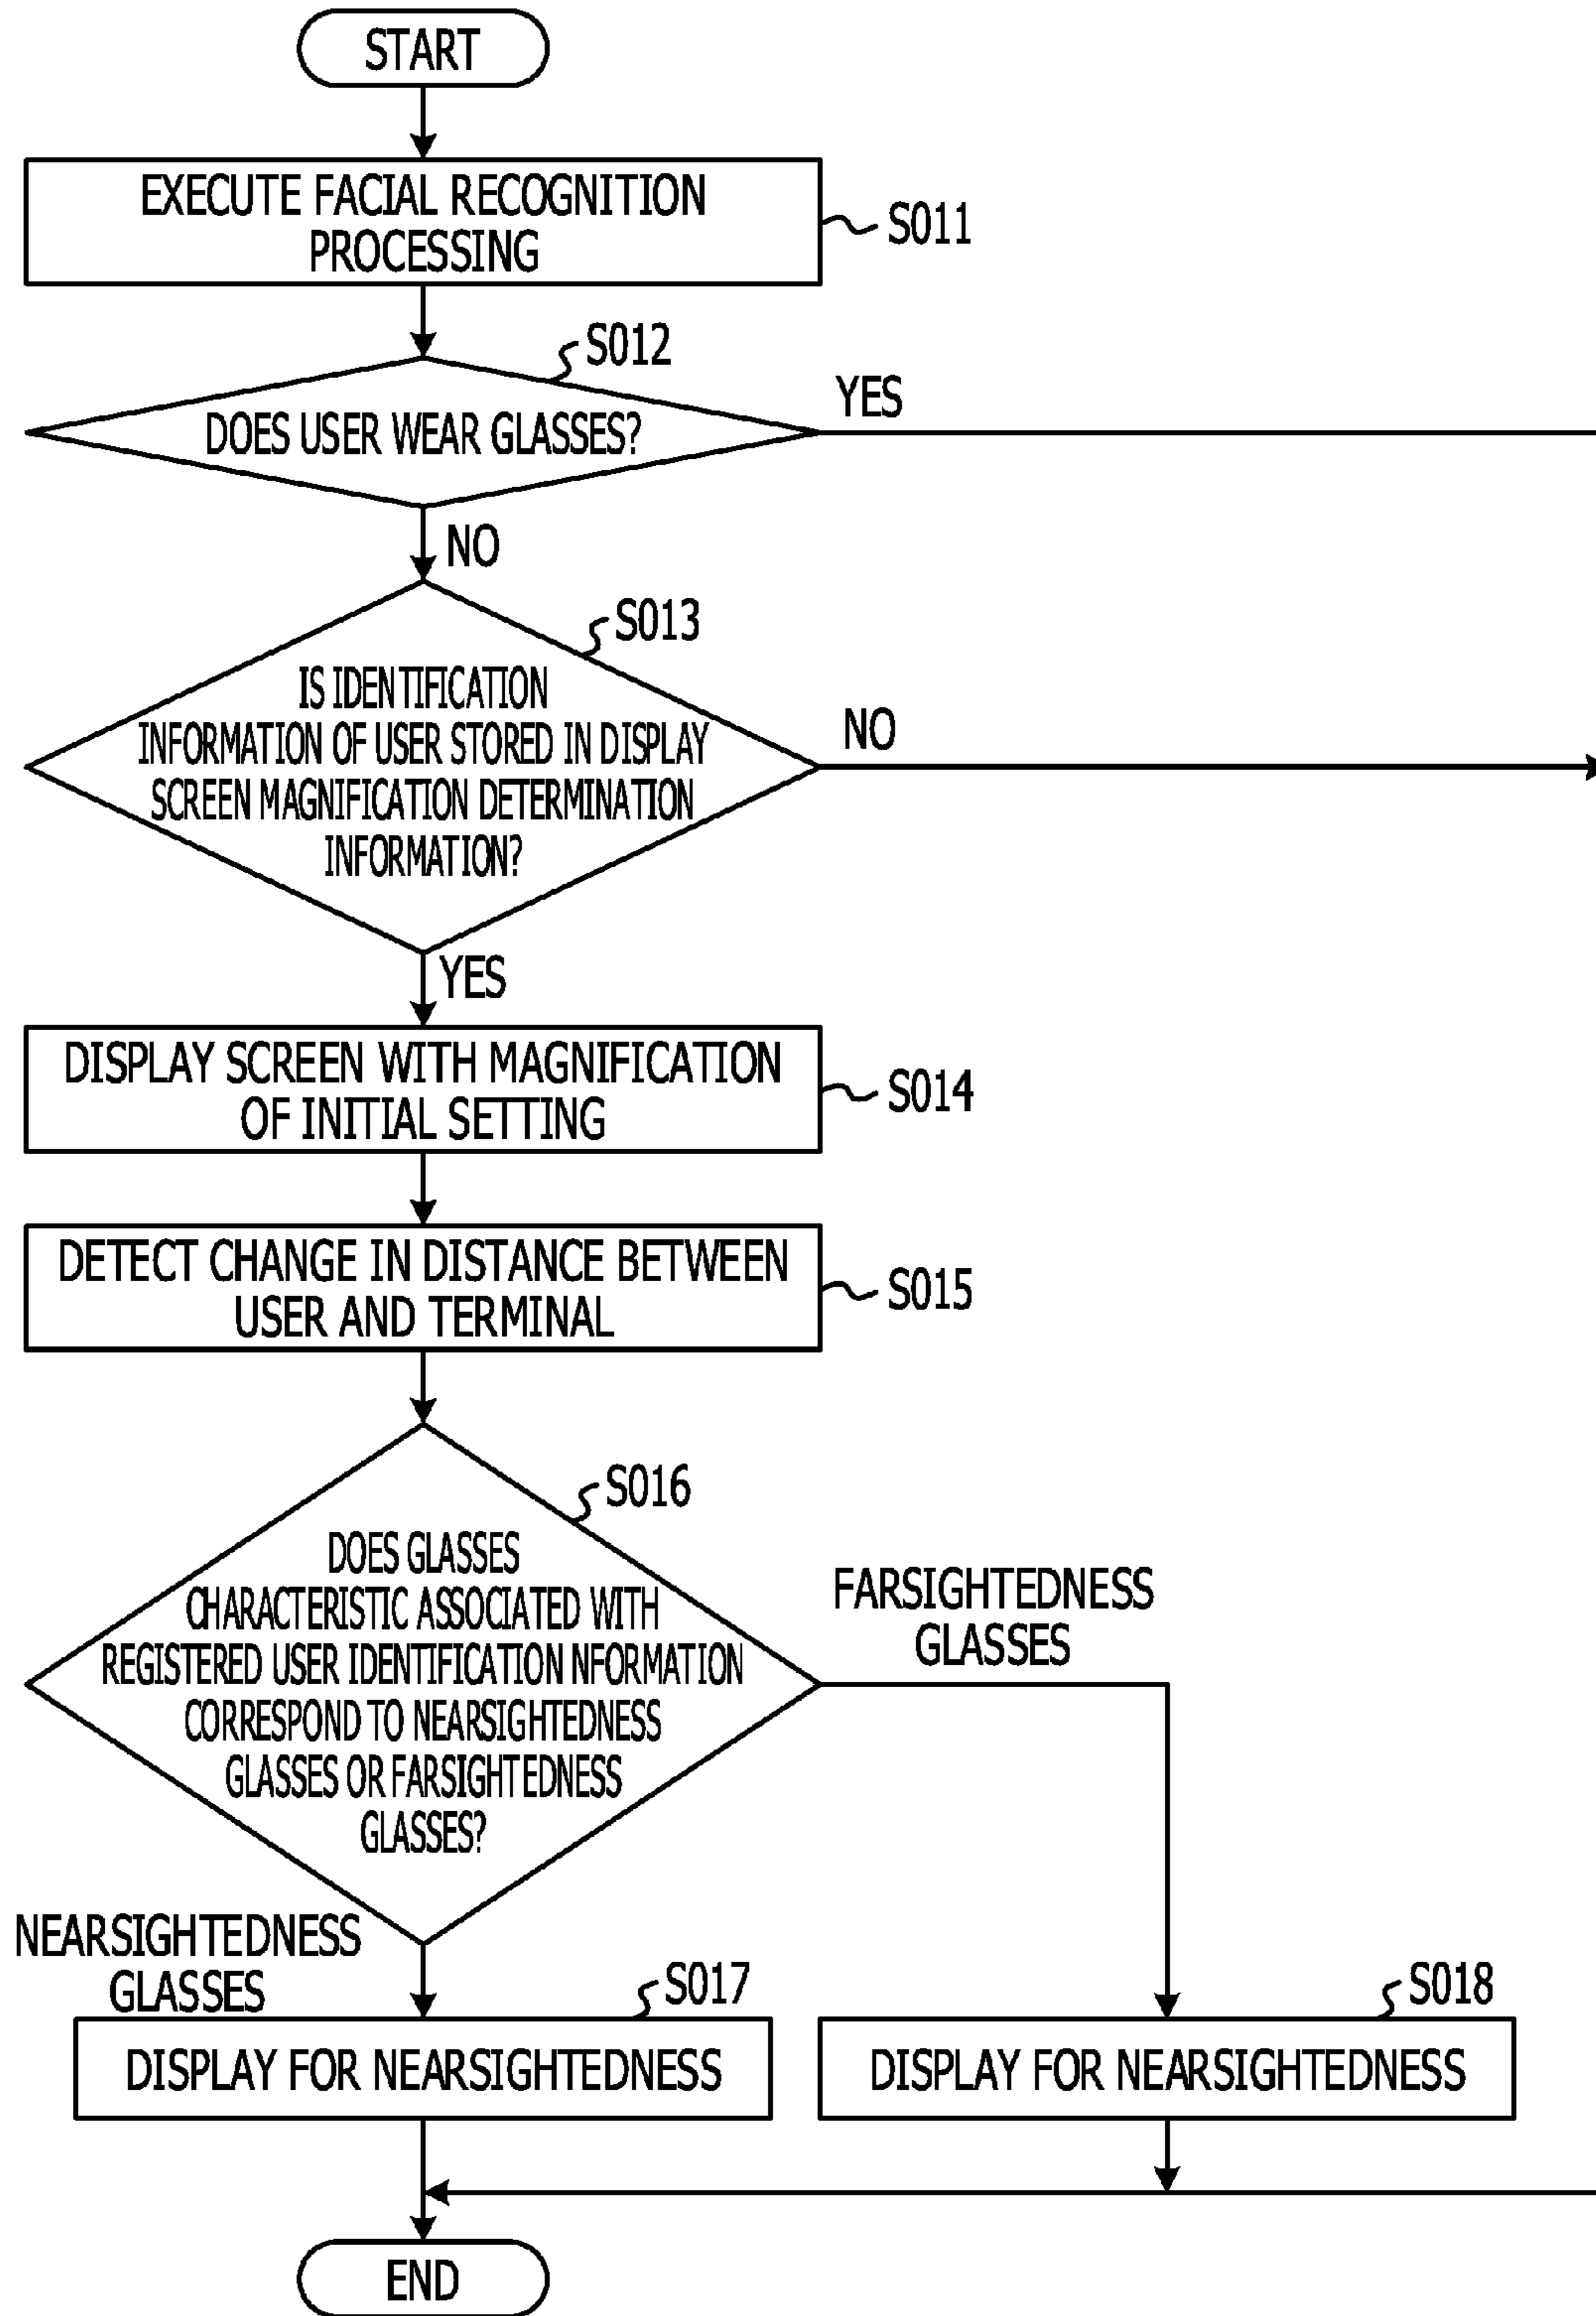 START
EXECUTE FACIAL RECOGNITION
PROCESSING
S011
S012
DOES USER WEAR GLASSES?
YES
NO
S013
IS IDENTIFICATION
INFORMATION OF USER STORED IN DISPLAY
SCREEN MAGNIFICATION DETERMINATION
INFORMATION?
NO
YES
DISPLAY SCREEN WITH MAGNIFICATION
OF INITIAL SETTING
S014
DETECT CHANGE IN DISTANCE BETWEEN
USER AND TERMINAL
S015
S016
DOES GLASSES
CHARACTERISTIC ASSOCIATED WITH
REGISTERED USER IDENTIFICATION NFORMATION
CORRESPOND TO NEARSIGHTEDNESS
GLASSES OR FARSIGHTEDNESS
GLASSES?
FARSIGHTEDNESS
GLASSES
NEARSIGHTEDNESS
GLASSES
S017
DISPLAY FOR NEARSIGHTEDNESS
S018
DISPLAY FOR NEARSIGHTEDNESS
END